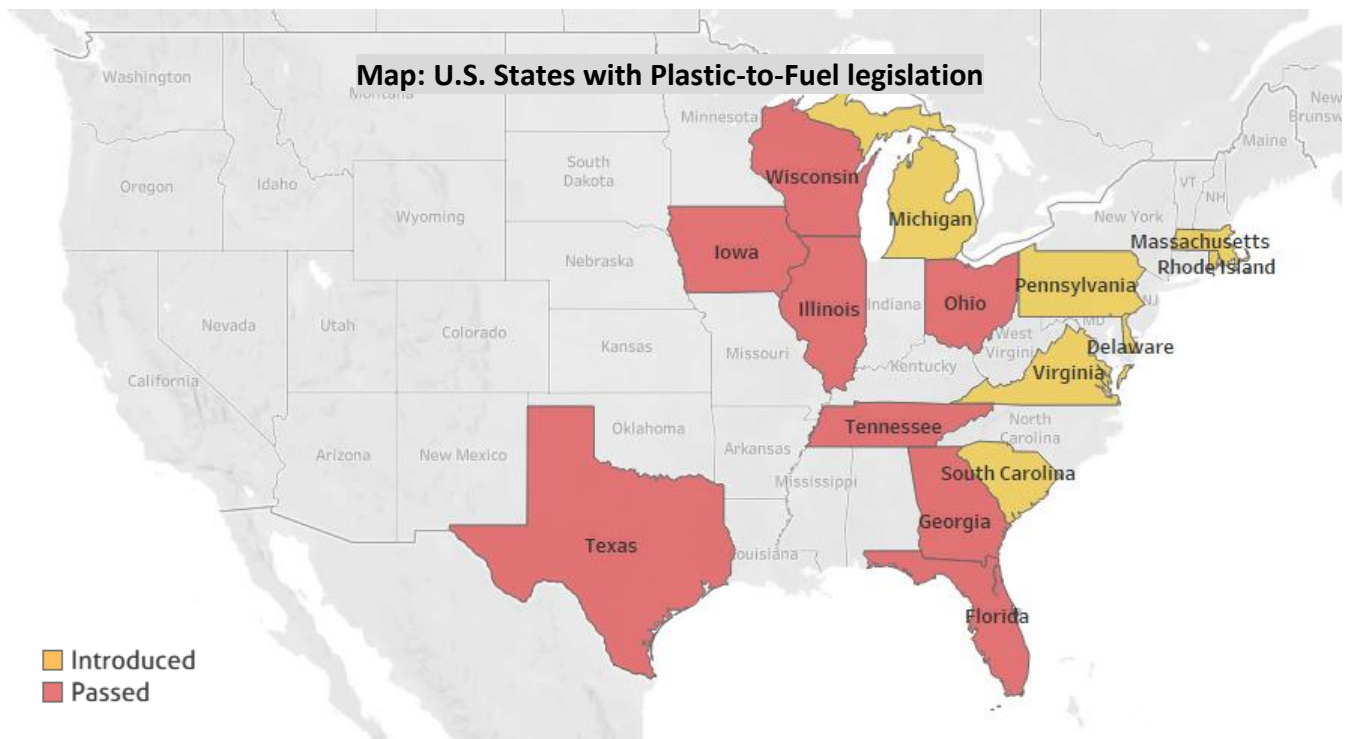 Map: U.S. States with Plastic-to-Fuel legislation
Washington
Montana
Minnesota
New
Brunsw
Maine
Oregon
Idaho
South
Dakota
Wisconsin
VT
NH
Wyoming
Michigan
New York
Massachusetts
Iowa
Rhode Island
Nebraska
Pennsylvania
Nevada
Utah
Colorado
Illinois
Indiana
Ohio
NJ
MD
West
Virginia
Delaware
Kansas
Missouri
Kentucky
Virginia
California
Oklahoma
Tennessee
North
Carolina
Arizona
New Mexico
Arkansas
Mississippi
South Carolina
Georgia
Texas
ouisiana
Florida
Introduced
Passed